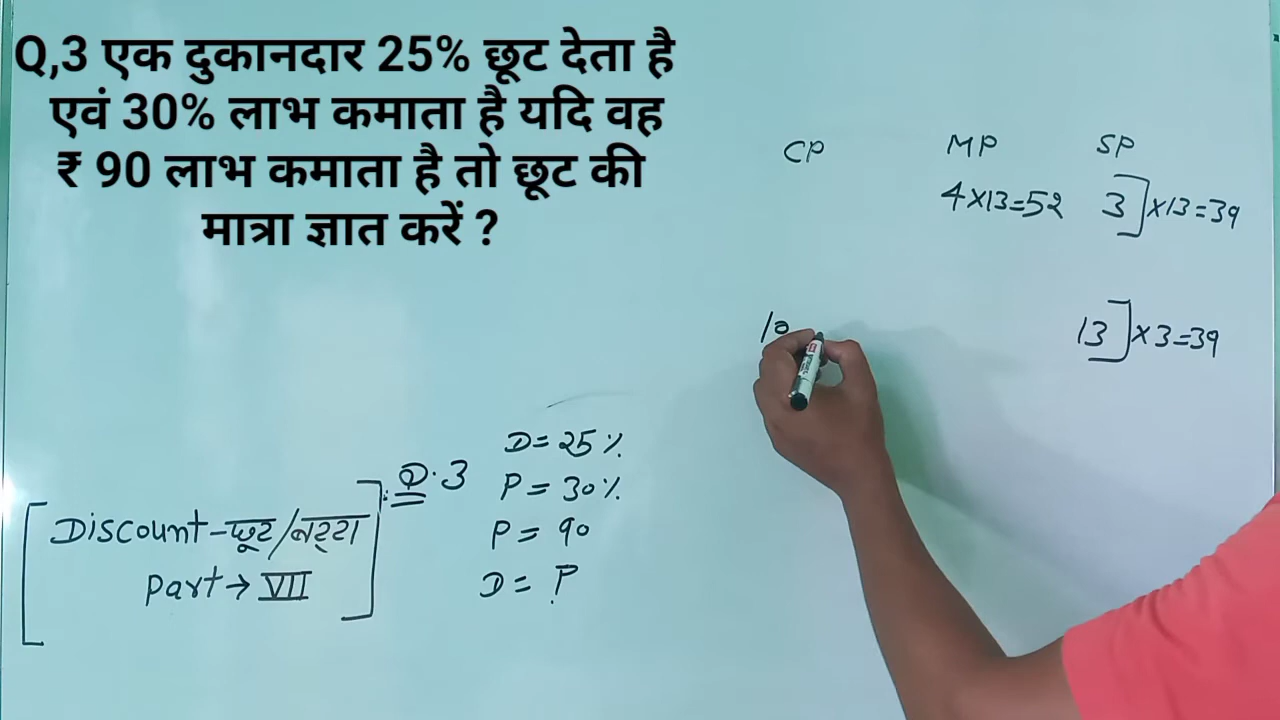 Q,3 एक दुकानदार 25% छूट देता है
एवं 30% लाभ कमाता है यदि वह
₹ 90 लाभ कमाता है तो छूट की
मात्रा ज्ञात करें ?
CP MP SP
4×13=52 3]×13=39
10 13]×3=39
[Discount-छूट/बट्टा]:Q.3
Part→VII
D=25%
P=30%
P=90
D=?